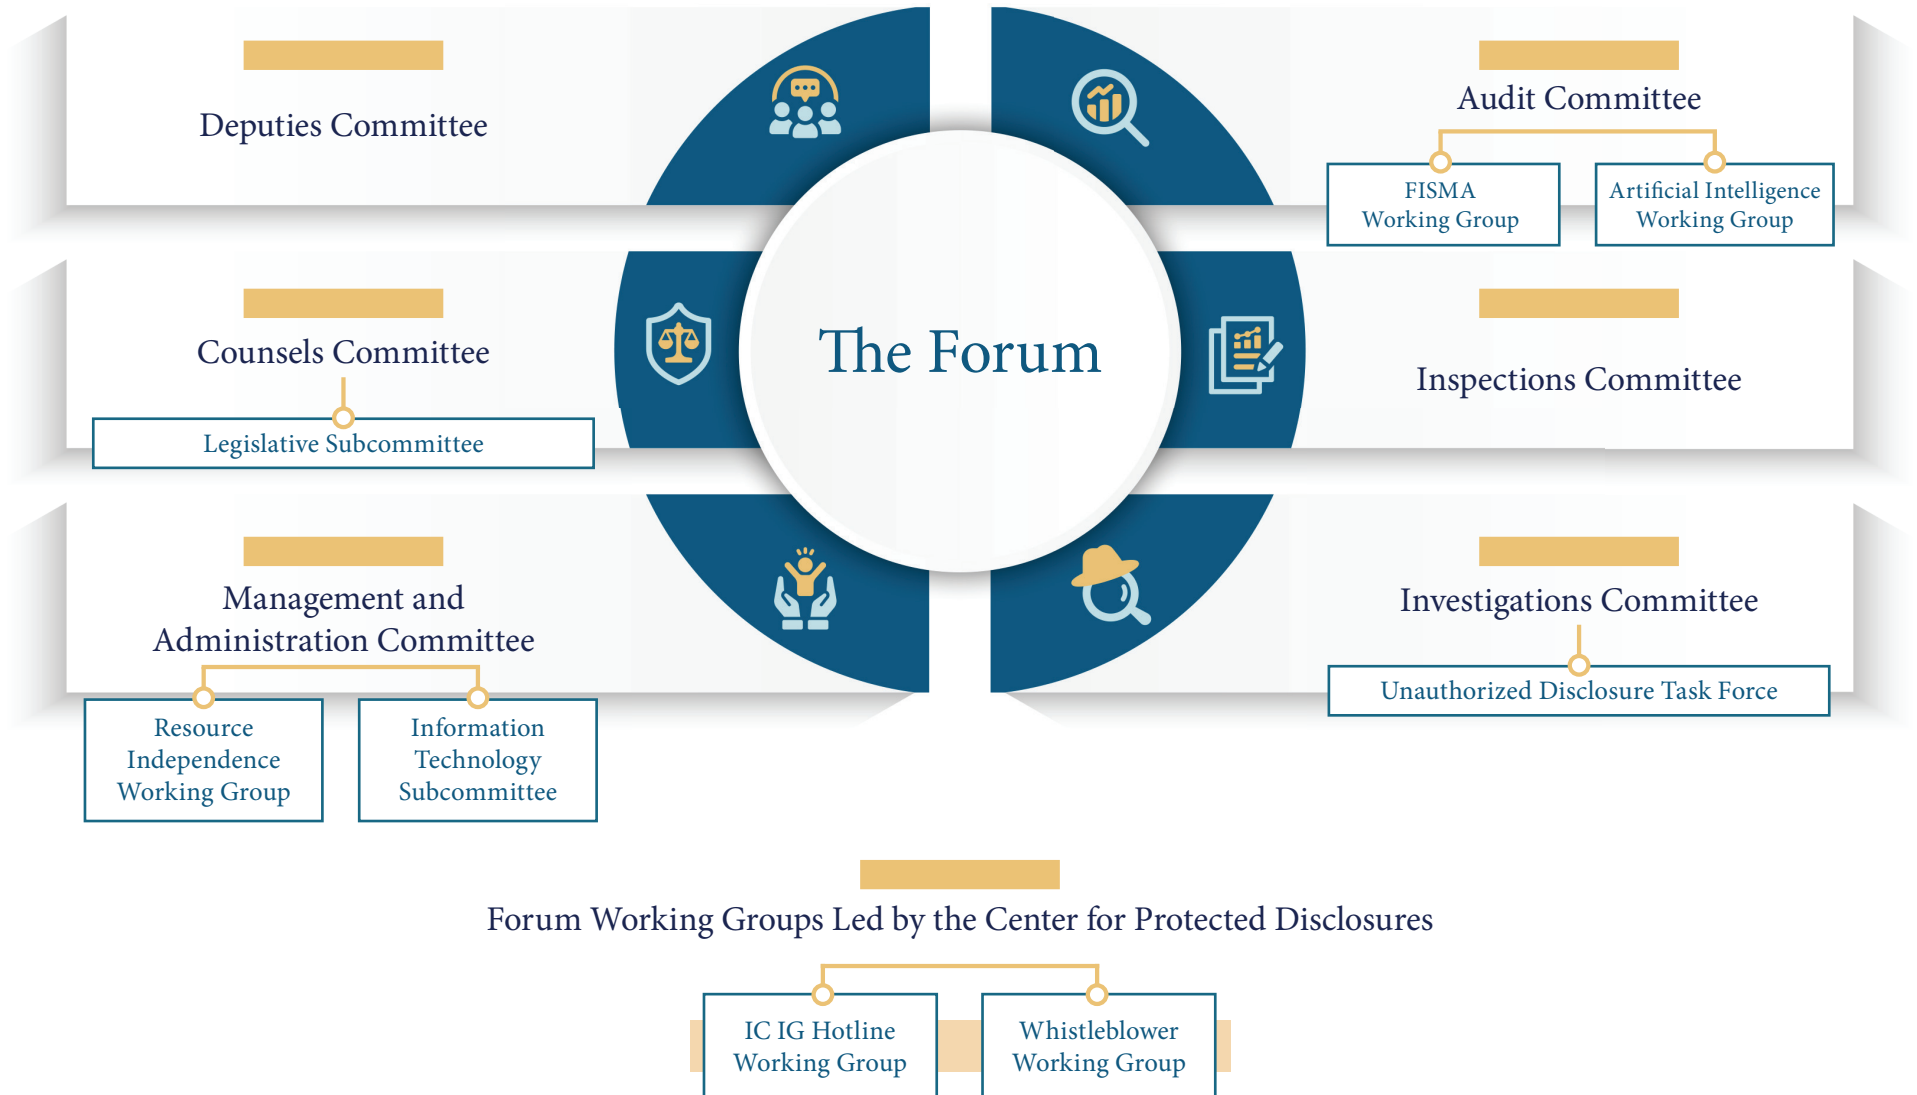 Deputies Committee
Audit Committee
FISMA
Working Group
Artificial Intelligence
Working Group
Counsels Committee
Legislative Subcommittee
The Forum
Inspections Committee
Management and
Administration Committee
Resource
Independence
Working Group
Information
Technology
Subcommittee
Investigations Committee
Unauthorized Disclosure Task Force
Forum Working Groups Led by the Center for Protected Disclosures
IC IG Hotline
Working Group
Whistleblower
Working Group